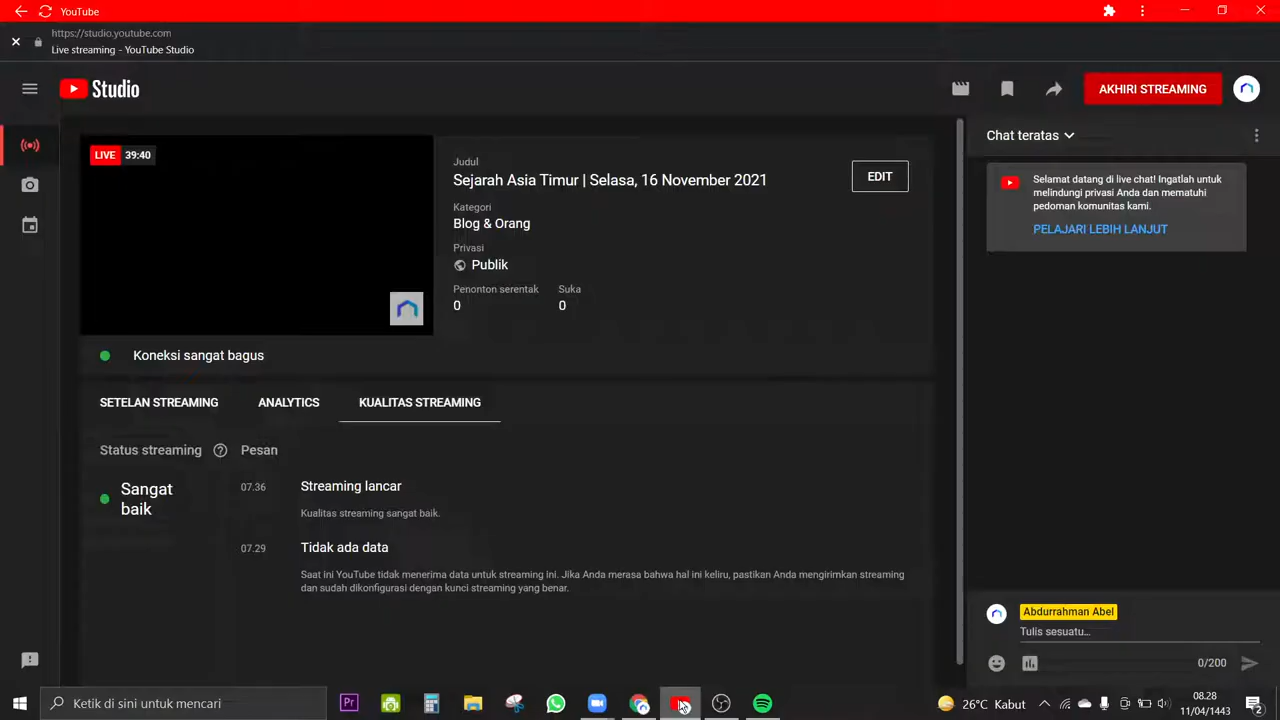 YouTube
https://studio.youtube.com
Live streaming - YouTube Studio
Studio
AKHIRI STREAMING
LIVE 39:40
Judul
Sejarah Asia Timur | Selasa, 16 November 2021
EDIT
Kategori
Blog & Orang
Privasi
Publik
Penonton serentak Suka
0 0
Koneksi sangat bagus
SETELAN STREAMING ANALYTICS KUALITAS STREAMING
Status streaming Pesan
Sangat baik
07.36 Streaming lancar
Kualitas streaming sangat baik.
07.29 Tidak ada data
Saat ini YouTube tidak menerima data untuk streaming ini. Jika Anda merasa bahwa hal ini keliru, pastikan Anda mengirimkan streaming
dan sudah dikonfigurasi dengan kunci streaming yang benar.
Chat teratas
Selamat datang di live chat! Ingatlah untuk
melindungi privasi Anda dan mematuhi
pedoman komunitas kami.
PELAJARI LEBIH LANJUT
Abdurrahman Abel
Tulis sesuatu...
0/200
Ketik di sini untuk mencari
Pr
26°C Kabut
08.28
11/04/1443
2